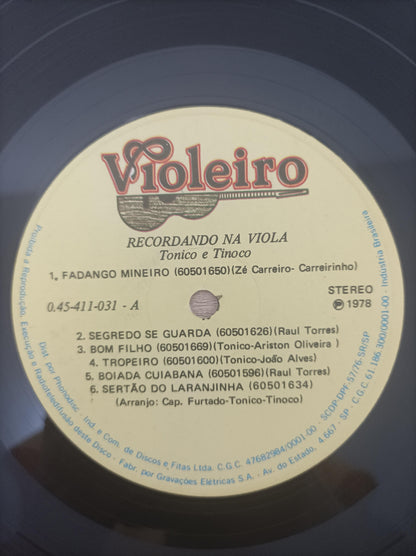 Violeiro
RECORDANDO NA VIOLA
Tonico e Tinoco
1. FADANGO MINEIRO (60501650)(Zé Carreiro- Carreirinho)
STEREO
0.45-411-031 - A
Ⓟ1978
2. SEGREDO SE GUARDA (60501626)(Raul Torres)
3. BOM FILHO (60501669)(Tonico-Ariston Oliveira )
4. TROPEIRO (60501600)(Tonico-João Alves)
5. BOIADA CUIABANA (60501596)(Raul Torres)
6. SERTÃO DO LARANJINHA (60501634)
(Arranjo: Cap. Furtado-Tonico-Tinoco)
Proibida a Reprodução, Execução e Radioteledifusão deste Disco - Fabr. por Gravações Elétricas S.A. - Av. do Estado, 4.667 - SP - C.G.C. 61.186.300/0001-00 - Indústria Brasileira
Dist. por Phonodisc - Ind. e Com. de Discos e Fitas Ltda. C.G.C. 47682984/0001-00 - SCDP-DPF 57/76-SR/SP